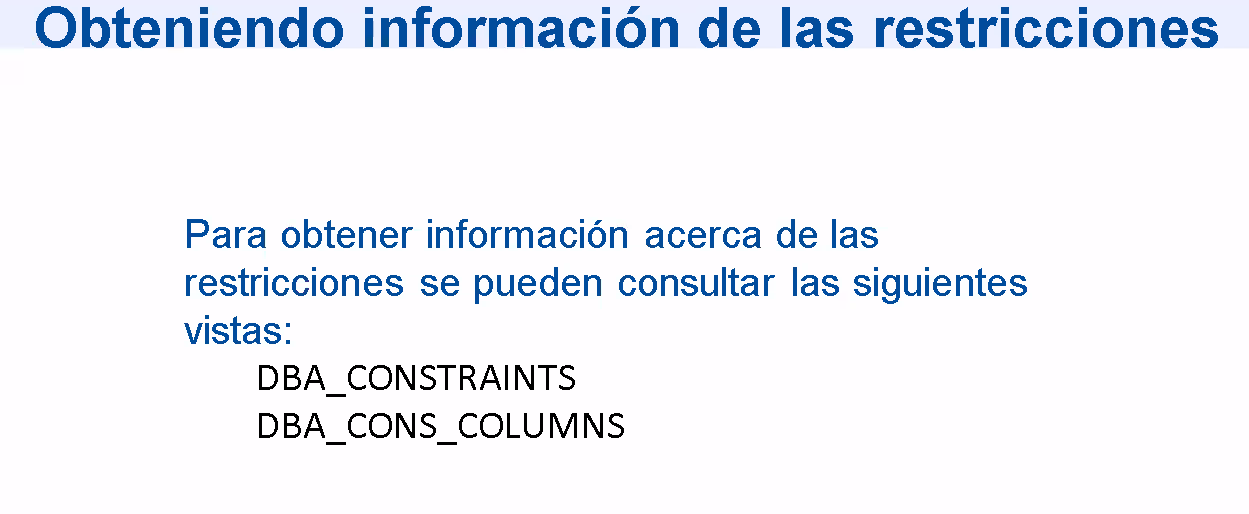 Obteniendo información de las restricciones
Para obtener información acerca de las
restricciones se pueden consultar las siguientes
vistas:
DBA_CONSTRAINTS
DBA_CONS_COLUMNS